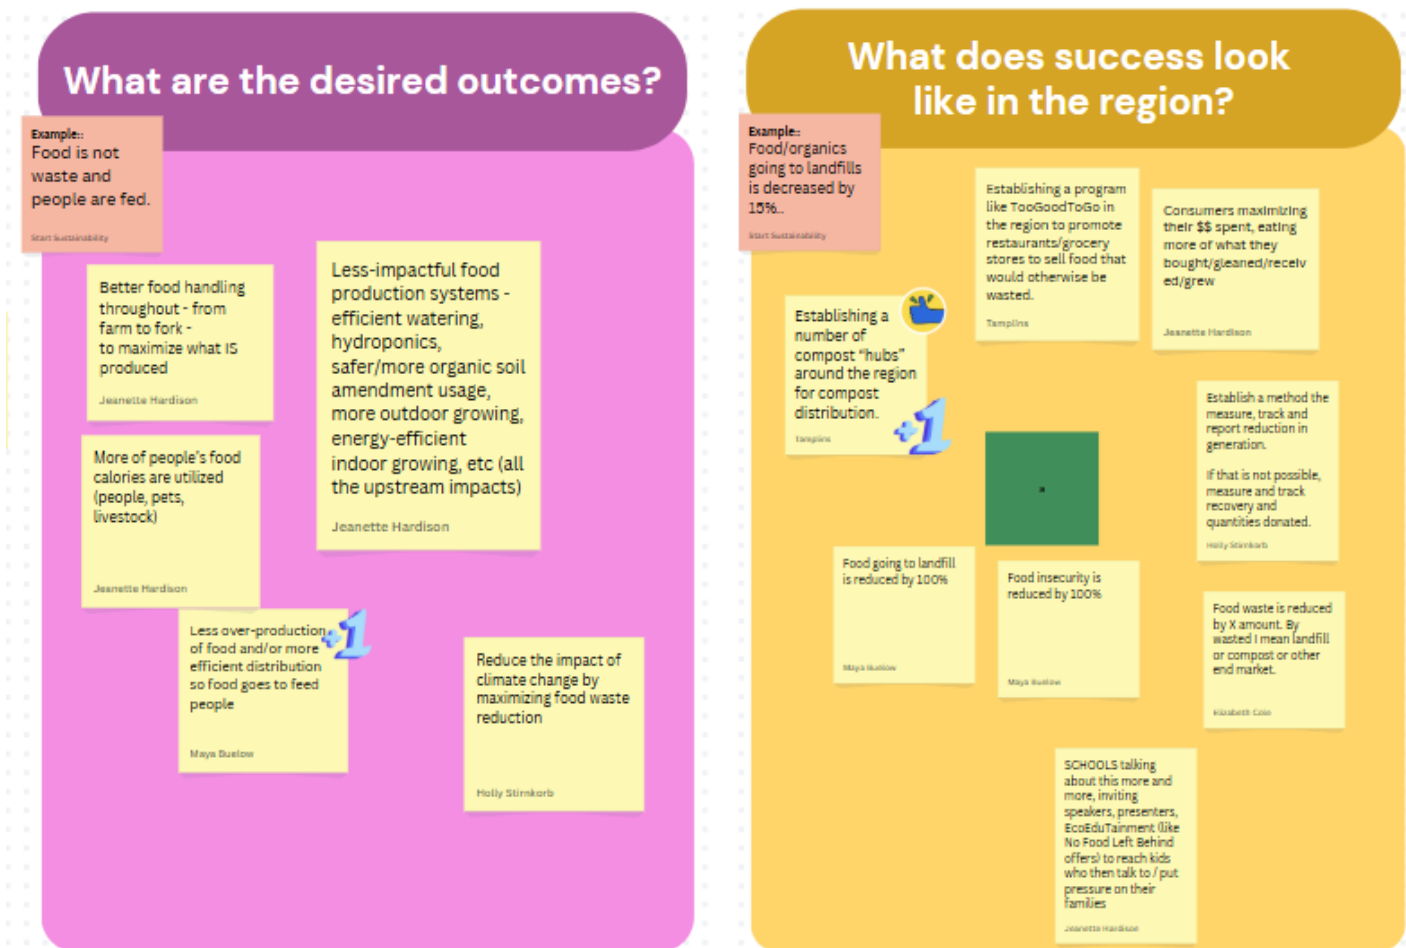 What are the desired outcomes?
Example::
Food is not
waste and
people are fed.
Start Sustainability
Better food handling
throughout - from
farm to fork -
to maximize what IS
produced
Jeanette Hardison
Less-impactful food
production systems -
efficient watering,
hydroponics,
safer/more organic soil
amendment usage,
more outdoor growing,
energy-efficient
indoor growing, etc (all
the upstream impacts)
Jeanette Hardison
More of people's food
calories are utilized
(people, pets,
livestock)
Jeanette Hardison
Less over-production
of food and/or more
efficient distribution
so food goes to feed
people
Maya Buelow
+1
Reduce the impact of
climate change by
maximizing food waste
reduction
Holly Stirnkorb
What does success look
like in the region?
Example::
Food/organics
going to landfills
is decreased by
15%..
Start Sustainability
Establishing a program
like TooGoodToGo in
the region to promote
restaurants/grocery
stores to sell food that
would otherwise be
wasted.
Tamplins
Consumers maximizing
their $$ spent, eating
more of what they
bought/gleaned/receiv
ed/grew
Jeanette Hardison
Establishing a
number of
compost “hubs”
around the region
for compost
distribution.
Tamplins
+1
Establish a method the
measure, track and
report reduction in
generation.
If that is not possible,
measure and track
recovery and
quantities donated.
Holly Stirnkorb
Food going to landfill
is reduced by 100%
Maya Buelow
Food insecurity is
reduced by 100%
Maya Buelow
Food waste is reduced
by X amount. By
wasted I mean landfill
or compost or other
end market.
Elizabeth Cole
SCHOOLS talking
about this more and
more, inviting
speakers, presenters,
EcoEduTainment (like
No Food Left Behind
offers) to reach kids
who then talk to / put
pressure on their
families
Jeanette Hardison